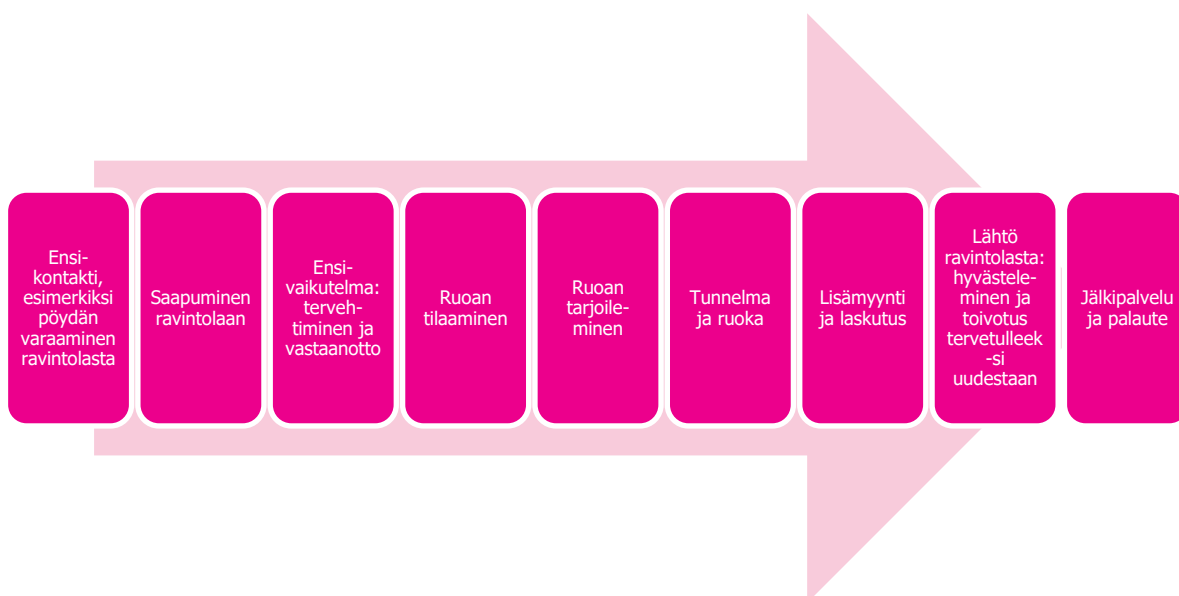 Ensi-
kontakti,
esimerkiksi
pöydän
varaaminen
ravintolasta
Saapuminen
ravintolaan
Ensi-
vaikutelma:
terveh-
timinen ja
vastaanotto
Ruoan
tilaaminen
Ruoan
tarjoile-
minen
Tunnelma
ja ruoka
Lisämyynti
ja laskutus
Lähtö
ravintolasta:
hyvästele-
minen ja
toivotus
tervetulleek
-si
uudestaan
Jälkipalvelu
ja palaute